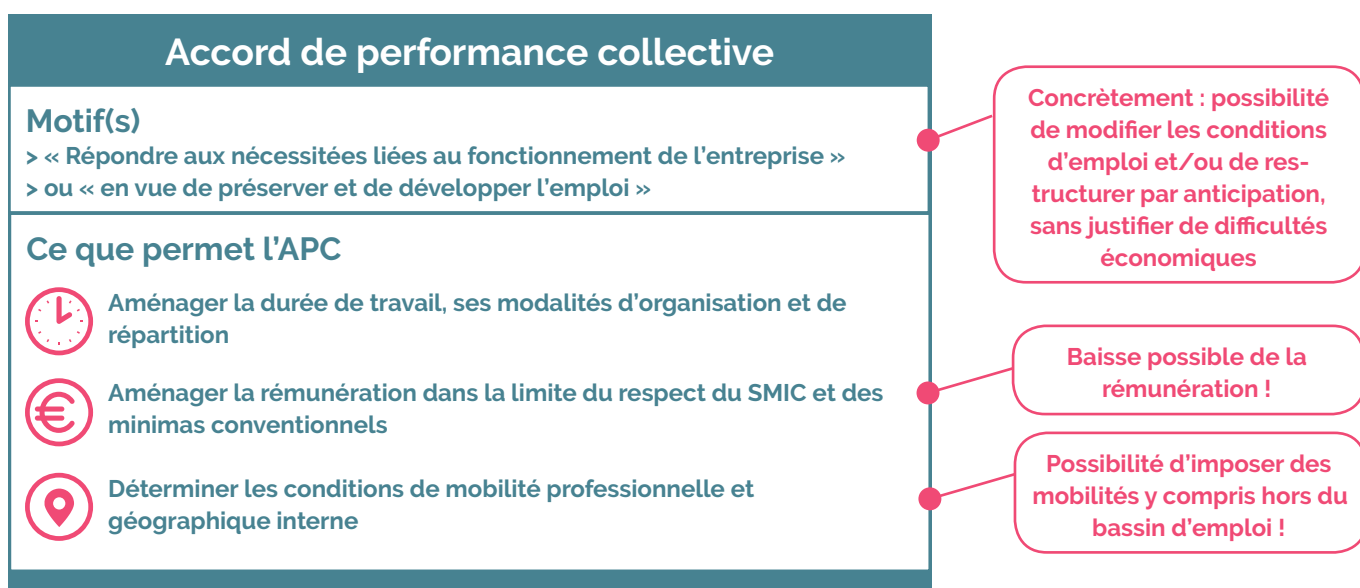 Accord de performance collective
Motif(s)
> « Répondre aux nécessitées liées au fonctionnement de l’entreprise »
> ou « en vue de préserver et de développer l’emploi »
Concrètement : possibilité
de modifier les conditions
d’emploi et/ou de res-
tructurer par anticipation,
sans justifier de difficultés
économiques
Ce que permet l’APC
Aménager la durée de travail, ses modalités d’organisation et de
répartition
Aménager la rémunération dans la limite du respect du SMIC et des
minimas conventionnels
Baisse possible de la
rémunération !
Déterminer les conditions de mobilité professionnelle et
géographique interne
Possibilité d’imposer des
mobilités y compris hors du
bassin d’emploi !